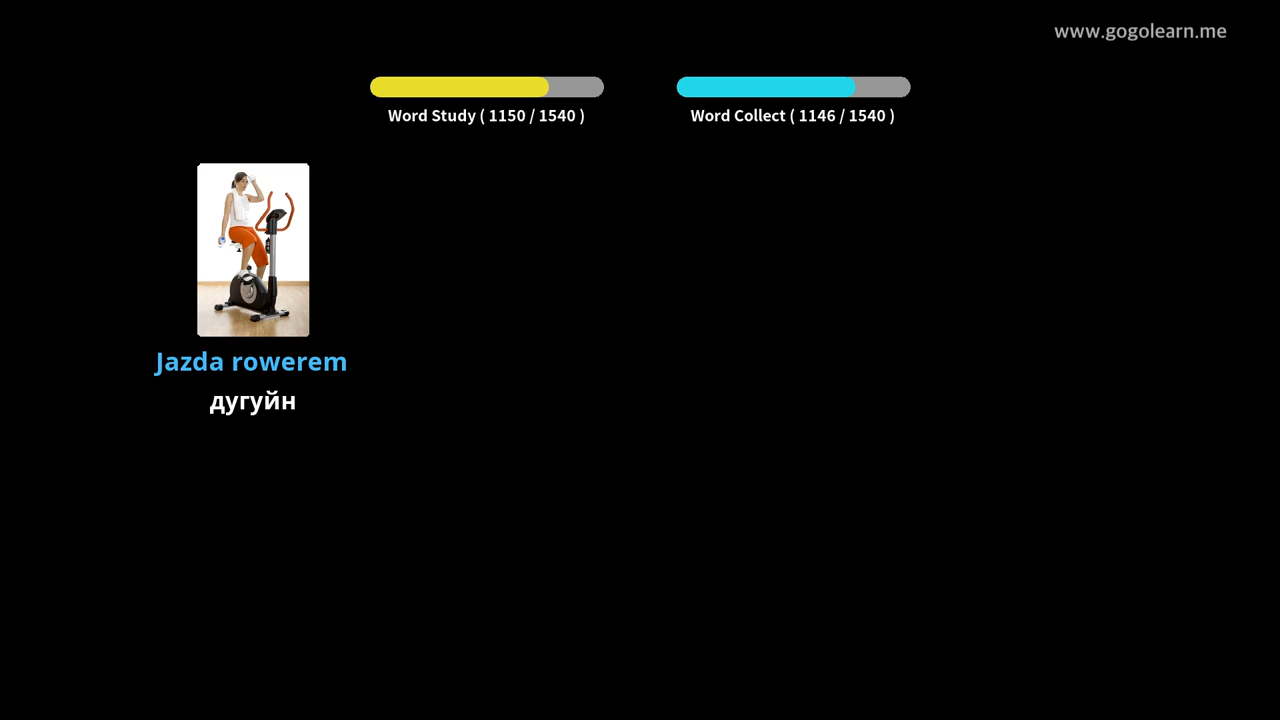 www.gogolearn.me
Word Study ( 1150 / 1540 )
Word Collect ( 1146 / 1540 )
Jazda rowerem
дугуйн